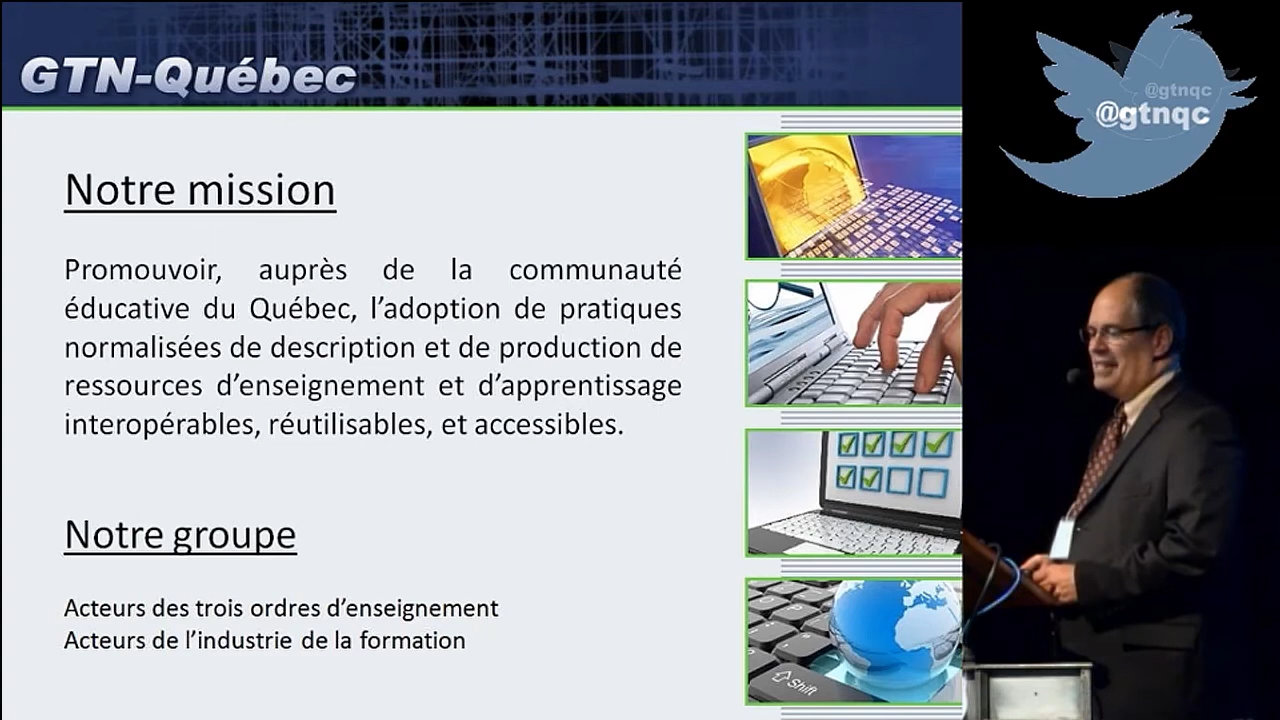 GTN-Québec
@gtnqc
@gtnqc
Notre mission
Promouvoir, auprès de la communauté
éducative du Québec, l’adoption de pratiques
normalisées de description et de production de
ressources d’enseignement et d’apprentissage
interopérables, réutilisables, et accessibles.
Notre groupe
Acteurs des trois ordres d’enseignement
Acteurs de l’industrie de la formation
Shift